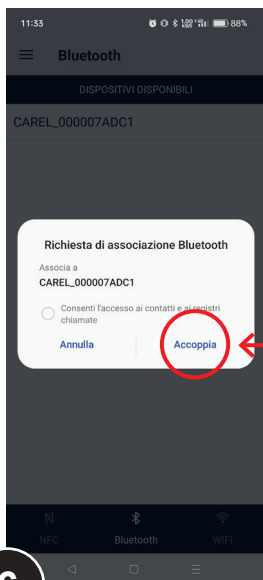 11:33
88%
Bluetooth
DISPOSITIVI DISPONIBILI
CAREL_000007ADC1
Richiesta di associazione Bluetooth
Associa a
CAREL_000007ADC1
Consenti l'accesso ai contatti e ai registri
chiamate
Annulla
Accoppia
NFC
Bluetooth
WIFI